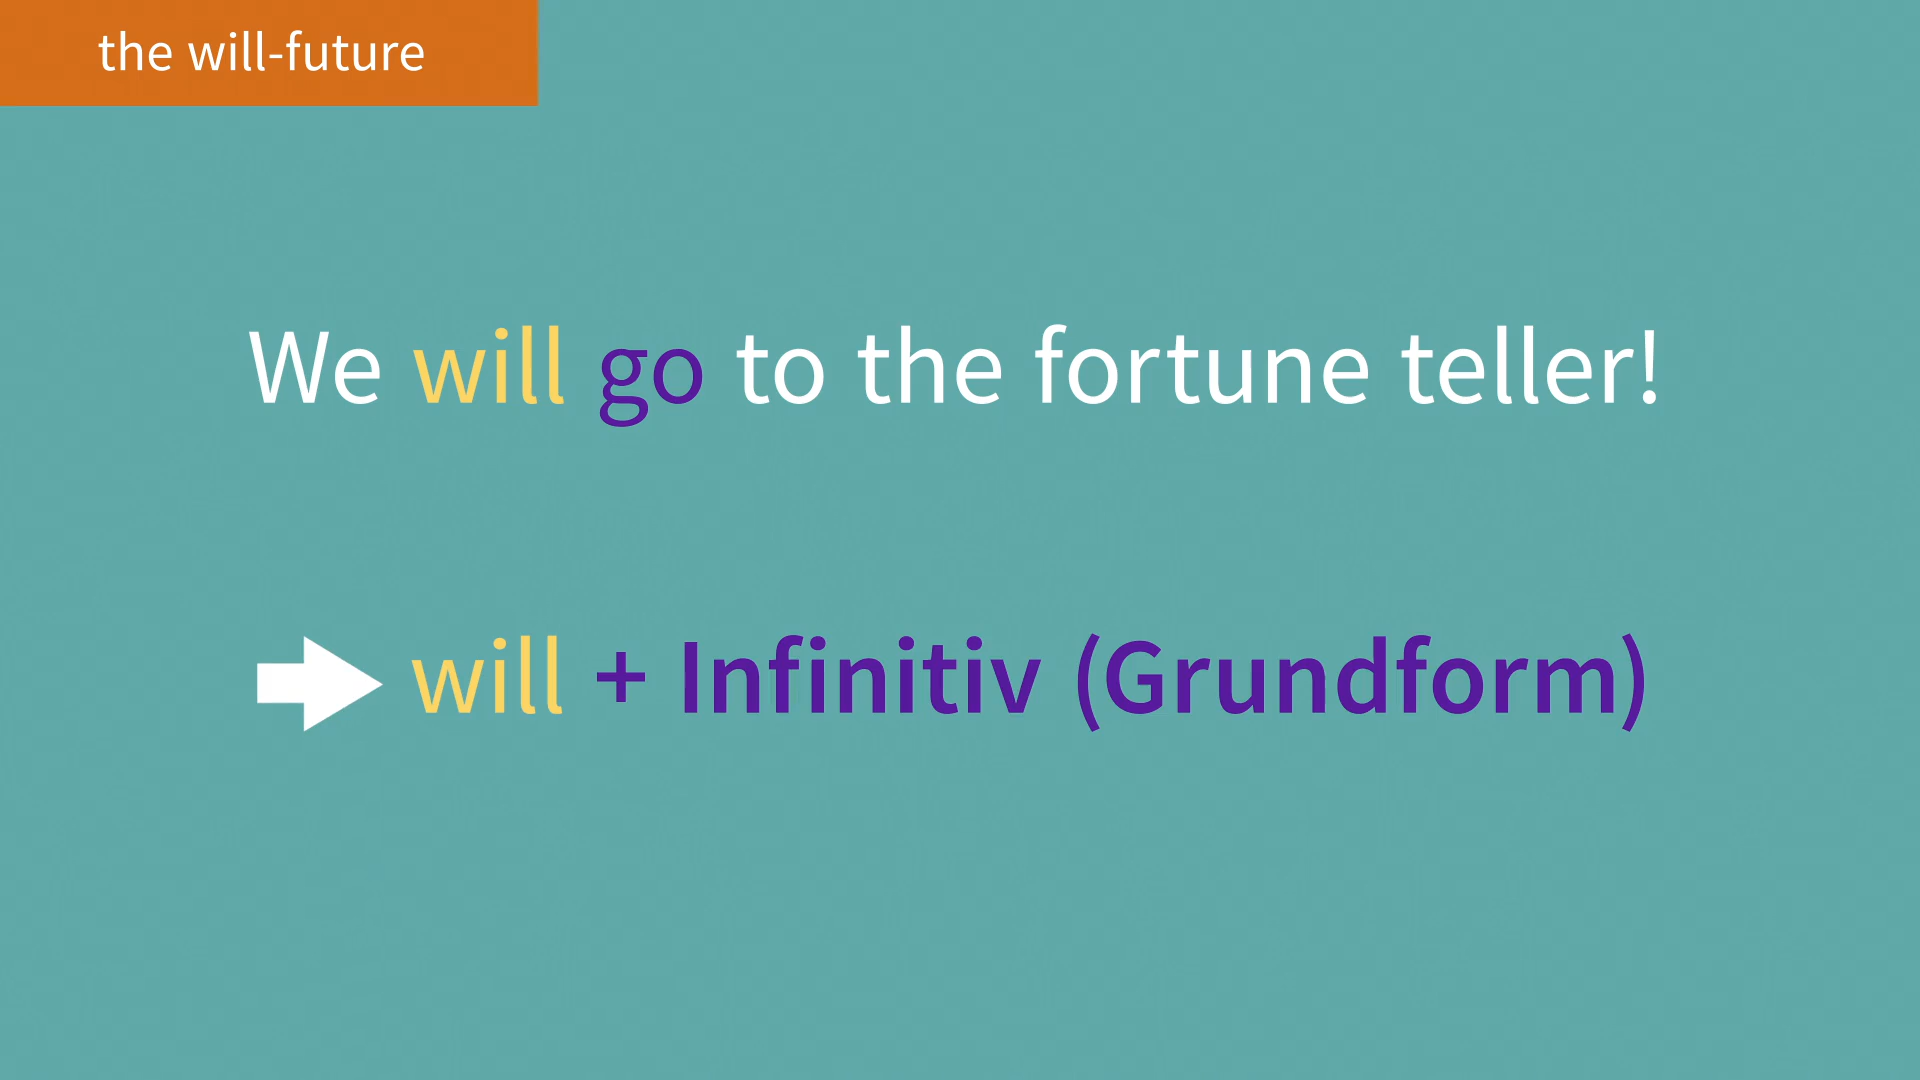 the will-future
We will go to the fortune teller!
will + Infinitiv (Grundform)